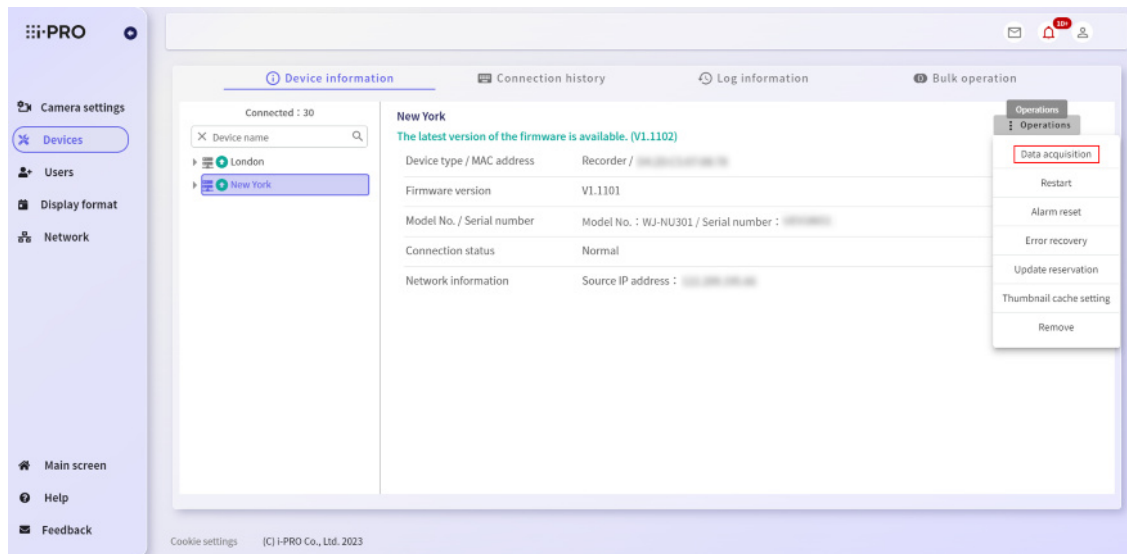 i-PRO
10+
Camera settings
Devices
Users
Display format
Network
Main screen
Help
Feedback
Device information
Connection history
Log information
Bulk operation
Connected : 30
Device name
London
New York
New York
The latest version of the firmware is available. (V1.1102)
Device type / MAC address Recorder /
Firmware version V1.1101
Model No. / Serial number Model No. : WJ-NU301 / Serial number :
Connection status Normal
Network information Source IP address :
Operations
Operations
Data acquisition
Restart
Alarm reset
Error recovery
Update reservation
Thumbnail cache setting
Remove
Cookie settings (C) i-PRO Co., Ltd. 2023